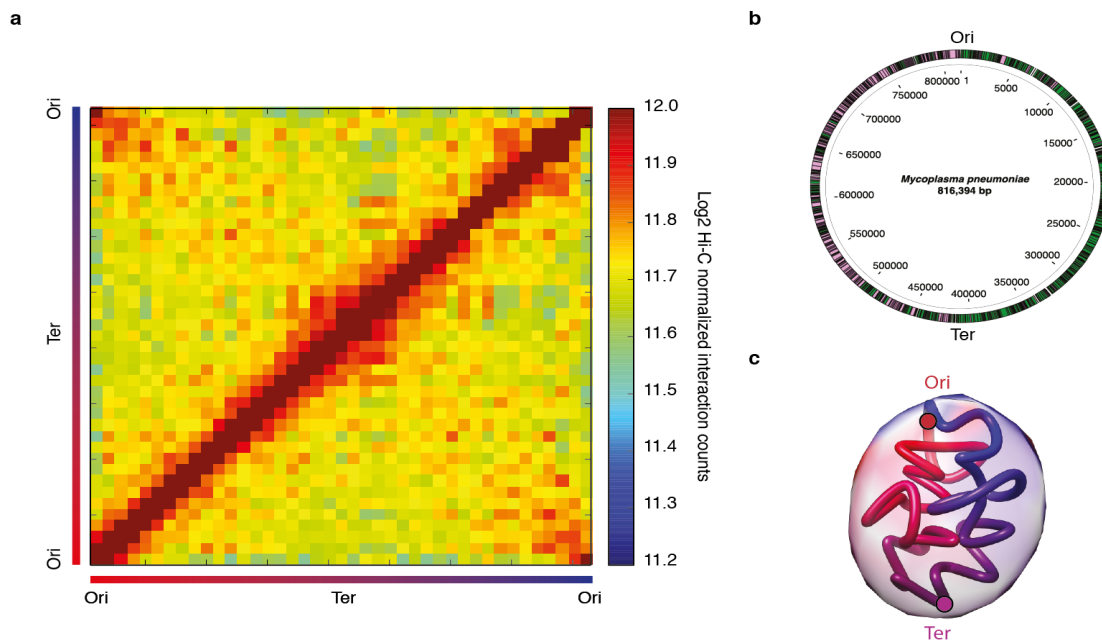 a
Ori
Ter
Ori
Ori
Ter
Ori
12.0
11.9
11.8
11.7
11.6
11.5
11.4
11.3
11.2
Log2 Hi-C normalized interaction counts
b
Ori
800000
1
5000
10000
15000
20000
25000
300000
350000
400000
450000
500000
550000
600000
650000
700000
750000
Mycoplasma pneumoniae
816,394 bp
Ter
c
Ori
Ter